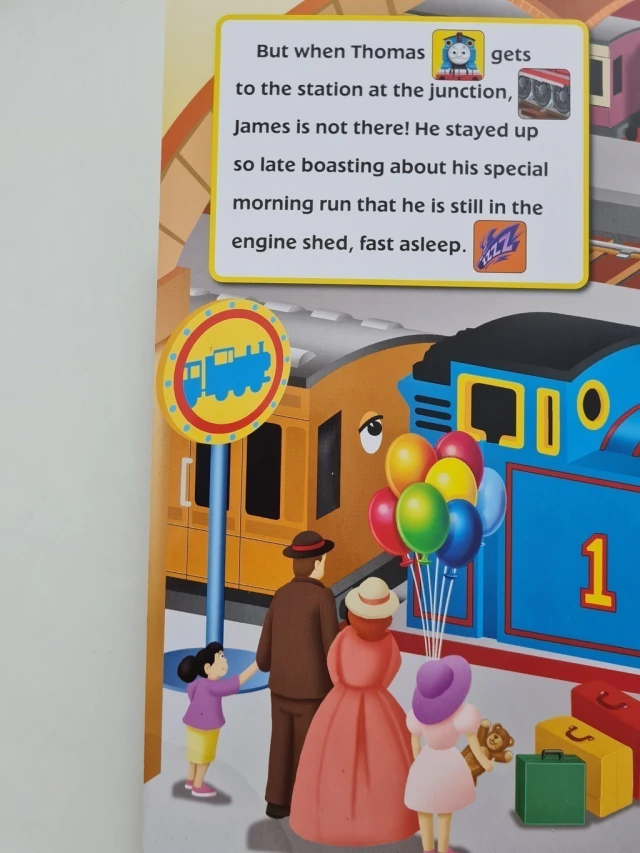 But when Thomas gets
to the station at the junction,
James is not there! He stayed up
so late boasting about his special
morning run that he is still in the
engine shed, fast asleep.
ZZZ
1